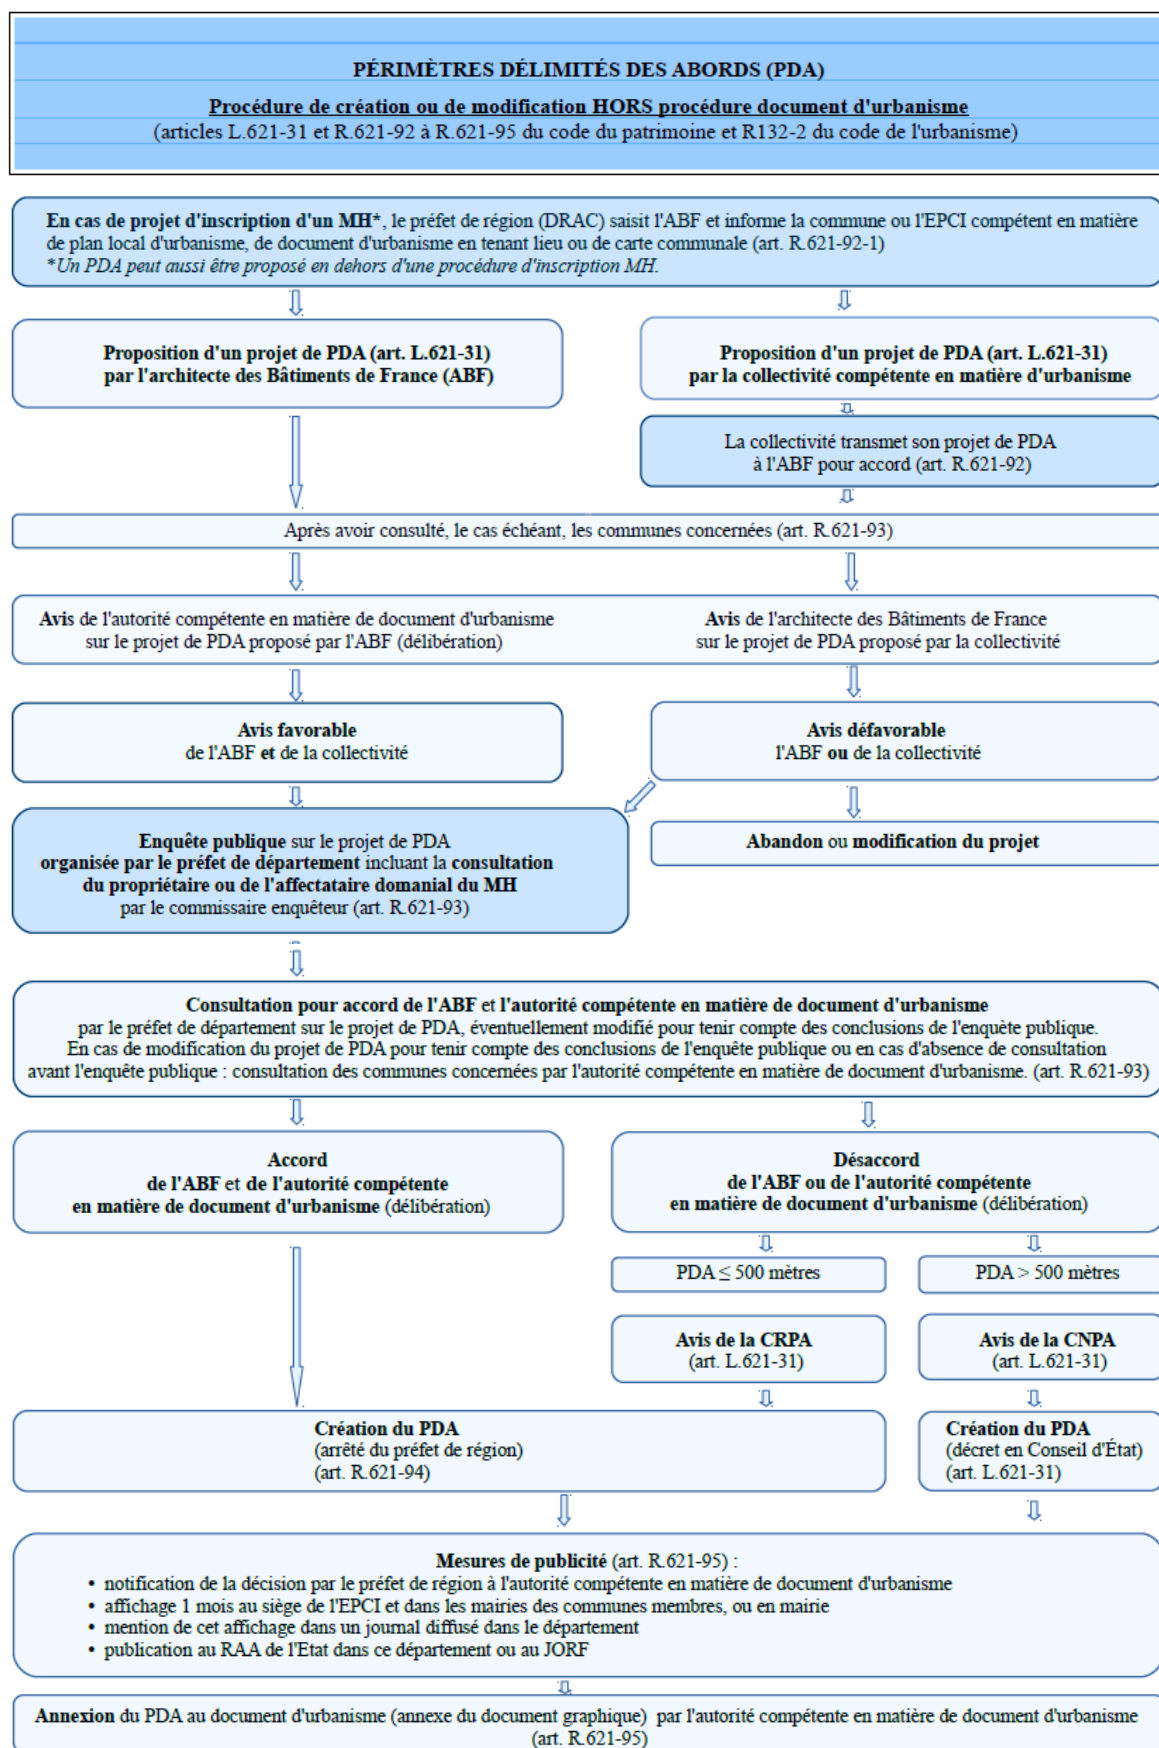 PÉRIMÈTRES DÉLIMITÉS DES ABORDS (PDA)
Procédure de création ou de modification HORS procédure document d'urbanisme
(articles L.621-31 et R.621-92 à R.621-95 du code du patrimoine et R132-2 du code de l'urbanisme)
En cas de projet d'inscription d'un MH*, le préfet de région (DRAC) saisit l'ABF et informe la commune ou l'EPCI compétent en matière
de plan local d'urbanisme, de document d'urbanisme en tenant lieu ou de carte communale (art. R.621-92-1)
*Un PDA peut aussi être proposé en dehors d'une procédure d'inscription MH.
Proposition d'un projet de PDA (art. L.621-31)
par l'architecte des Bâtiments de France (ABF)
Proposition d'un projet de PDA (art. L.621-31)
par la collectivité compétente en matière d'urbanisme
La collectivité transmet son projet de PDA
à l'ABF pour accord (art. R.621-92)
Après avoir consulté, le cas échéant, les communes concernées (art. R.621-93)
Avis de l'autorité compétente en matière de document d'urbanisme
sur le projet de PDA proposé par l'ABF (délibération)
Avis de l'architecte des Bâtiments de France
sur le projet de PDA proposé par la collectivité
Avis favorable
de l'ABF et de la collectivité
Avis défavorable
l'ABF ou de la collectivité
Enquête publique sur le projet de PDA
organisée par le préfet de département incluant la consultation
du propriétaire ou de l'affectataire domanial du MH
par le commissaire enquêteur (art. R.621-93)
Abandon ou modification du projet
Consultation pour accord de l'ABF et l'autorité compétente en matière de document d'urbanisme
par le préfet de département sur le projet de PDA, éventuellement modifié pour tenir compte des conclusions de l'enquête publique.
En cas de modification du projet de PDA pour tenir compte des conclusions de l'enquête publique ou en cas d'absence de consultation
avant l'enquête publique : consultation des communes concernées par l'autorité compétente en matière de document d'urbanisme. (art. R.621-93)
Accord
de l'ABF et de l'autorité compétente
en matière de document d'urbanisme (délibération)
Désaccord
de l'ABF ou de l'autorité compétente
en matière de document d'urbanisme (délibération)
PDA ≤ 500 mètres
PDA > 500 mètres
Avis de la CRPA
(art. L.621-31)
Avis de la CNPA
(art. L.621-31)
Création du PDA
(arrêté du préfet de région)
(art. R.621-94)
Création du PDA
(décret en Conseil d'État)
(art. L.621-31)
Mesures de publicité (art. R.621-95) :
• notification de la décision par le préfet de région à l'autorité compétente en matière de document d'urbanisme
• affichage 1 mois au siège de l'EPCI et dans les mairies des communes membres, ou en mairie
• mention de cet affichage dans un journal diffusé dans le département
• publication au RAA de l'Etat dans ce département ou au JORF
Annexion du PDA au document d'urbanisme (annexe du document graphique) par l'autorité compétente en matière de document d'urbanisme
(art. R.621-95)